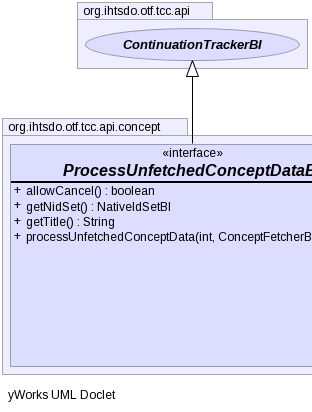 org.ihtsdo.otf.tcc.api
ContinuationTrackerBI
org.ihtsdo.otf.tcc.api.concept
«interface»
ProcessUnfetchedConceptDataB
+ allowCancel() : boolean
+ getNidSet() : NativeIdSetBI
+ getTitle() : String
+ processUnfetchedConceptData(int, ConceptFetcherB
yWorks UML Doclet